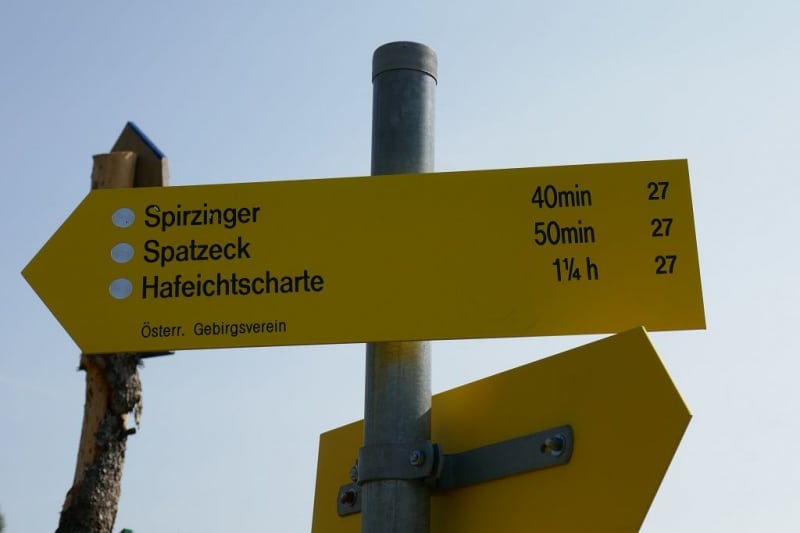 Spirzinger 40min 27
Spatzeck 50min 27
Hafeichtscharte 1¼ h 27
Österr. Gebirgsverein